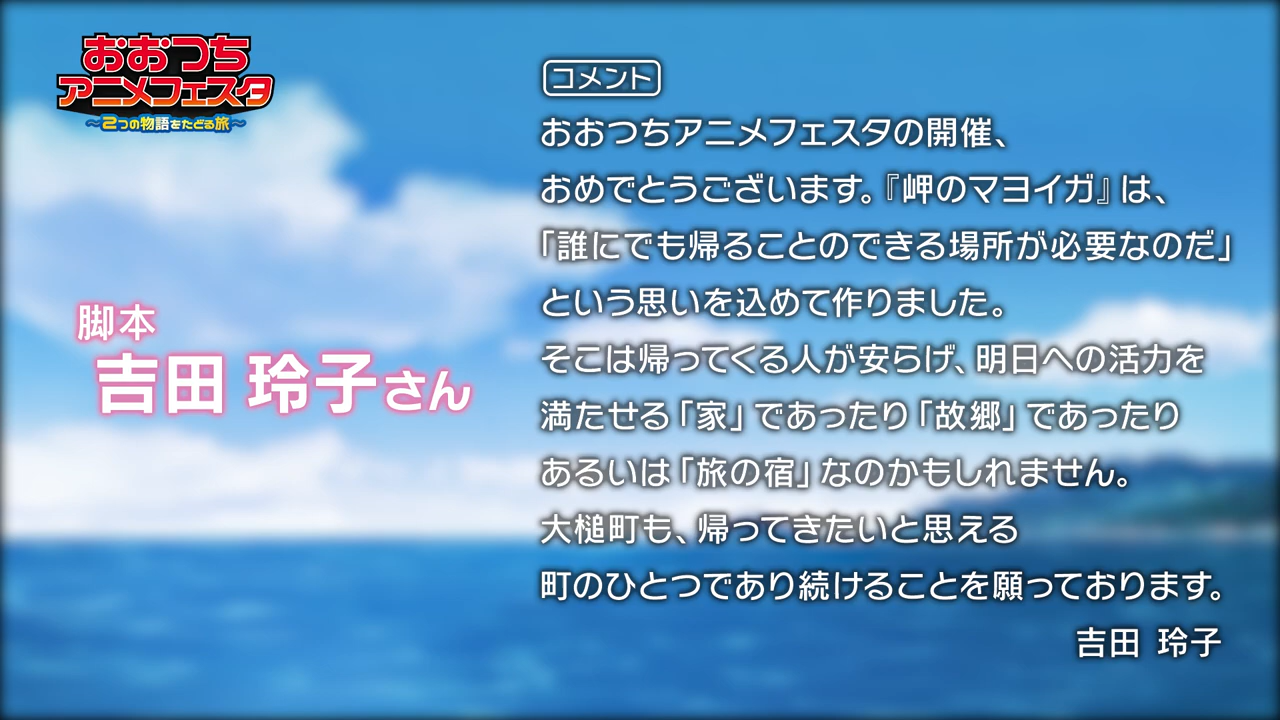 おおつち
アニメフェスタ
～2つの物語をたどる旅～
脚本
吉田 玲子さん
コメント
おおつちアニメフェスタの開催、
おめでとうございます。『岬のマヨイガ』は、
「誰にでも帰ることのできる場所が必要なのだ」
という思いを込めて作りました。
そこは帰ってくる人が安らげ、明日への活力を
満たせる「家」であったり「故郷」であったり
あるいは「旅の宿」なのかもしれません。
大槌町も、帰ってきたいと思える
町のひとつであり続けることを願っております。
吉田 玲子